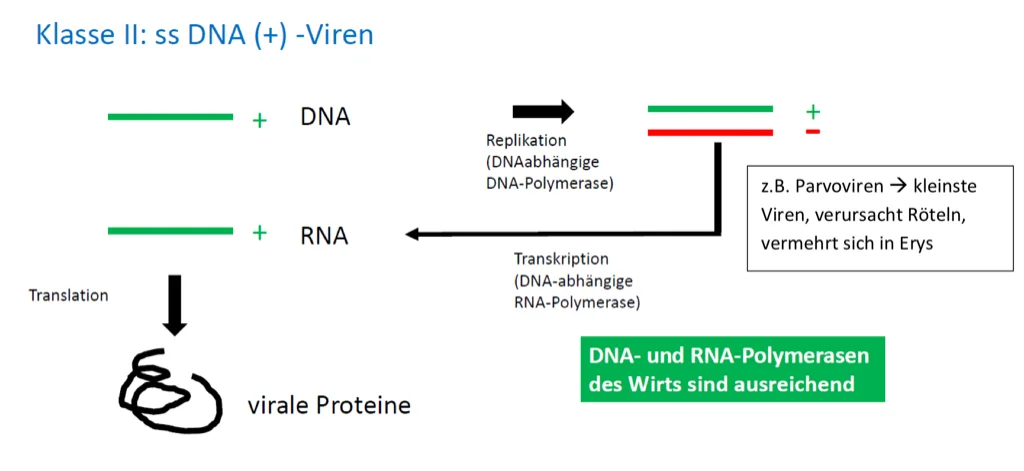 Klasse II: ss DNA (+) -Viren
+ DNA
+
-
Replikation
(DNAabhängige
DNA-Polymerase)
z.B. Parvoviren → kleinste
Viren, verursacht Röteln,
vermehrt sich in Erys
+ RNA
Transkription
(DNA-abhängige
RNA-Polymerase)
Translation
DNA- und RNA-Polymerasen
des Wirts sind ausreichend
virale Proteine